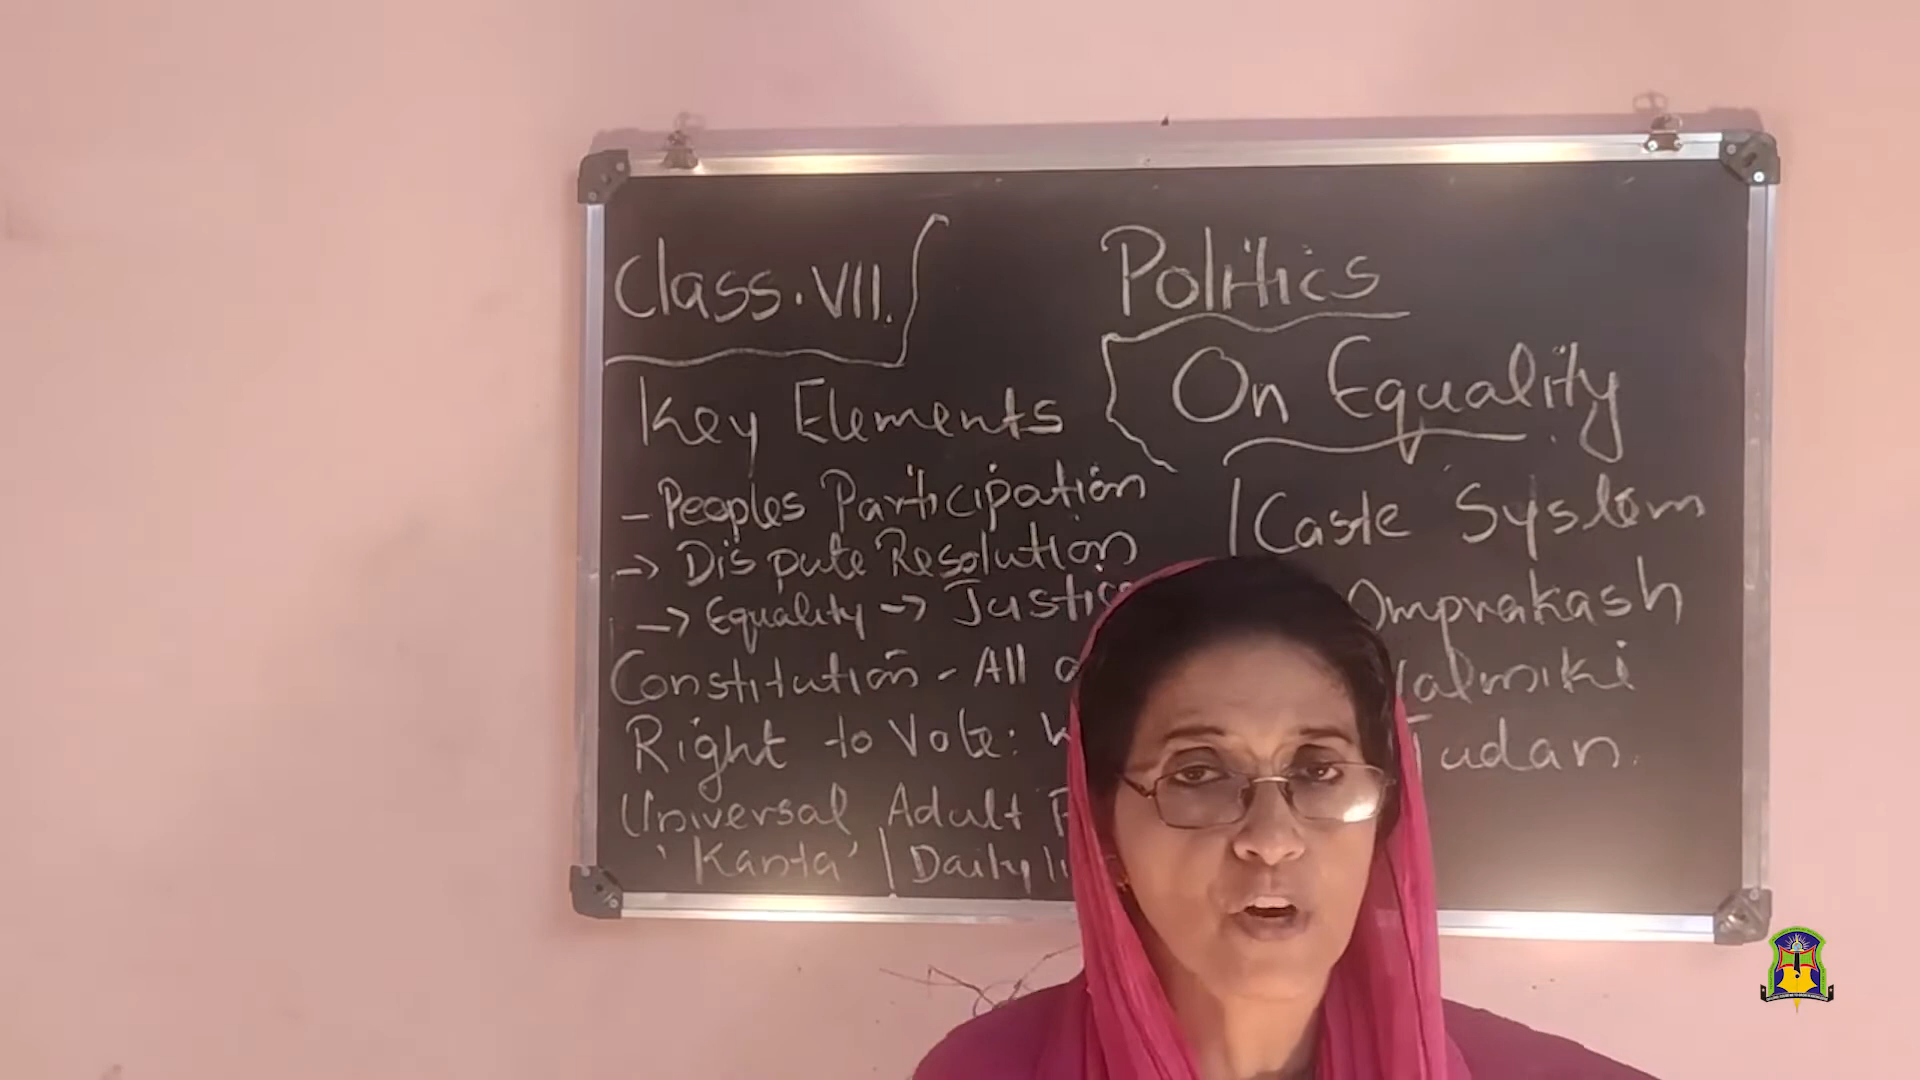 Class. VII.
Politics
On Equality
Key Elements
- Peoples Participation
-> Dispute Resolution
-> Equality -> Justice
Constitution - All
Right to Vote:
Universal Adult
'Kanta' | Daily
Caste System
Omprakash
Valmiki
Judan.